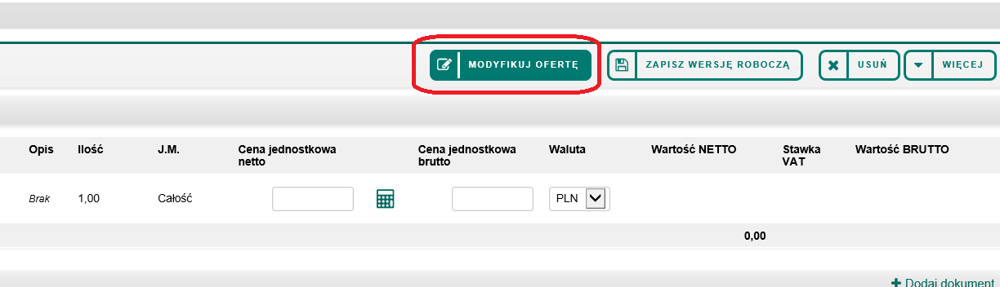 MODYFIKUJ OFERTĘ ZAPISZ WERSJĘ ROBOCZĄ USUŃ WIĘCEJ
Opis Ilość J.M. Cena jednostkowa netto Cena jednostkowa brutto Waluta Wartość NETTO Stawka VAT Wartość BRUTTO
Brak 1,00 Całość PLN
0,00
Dodaj dokument